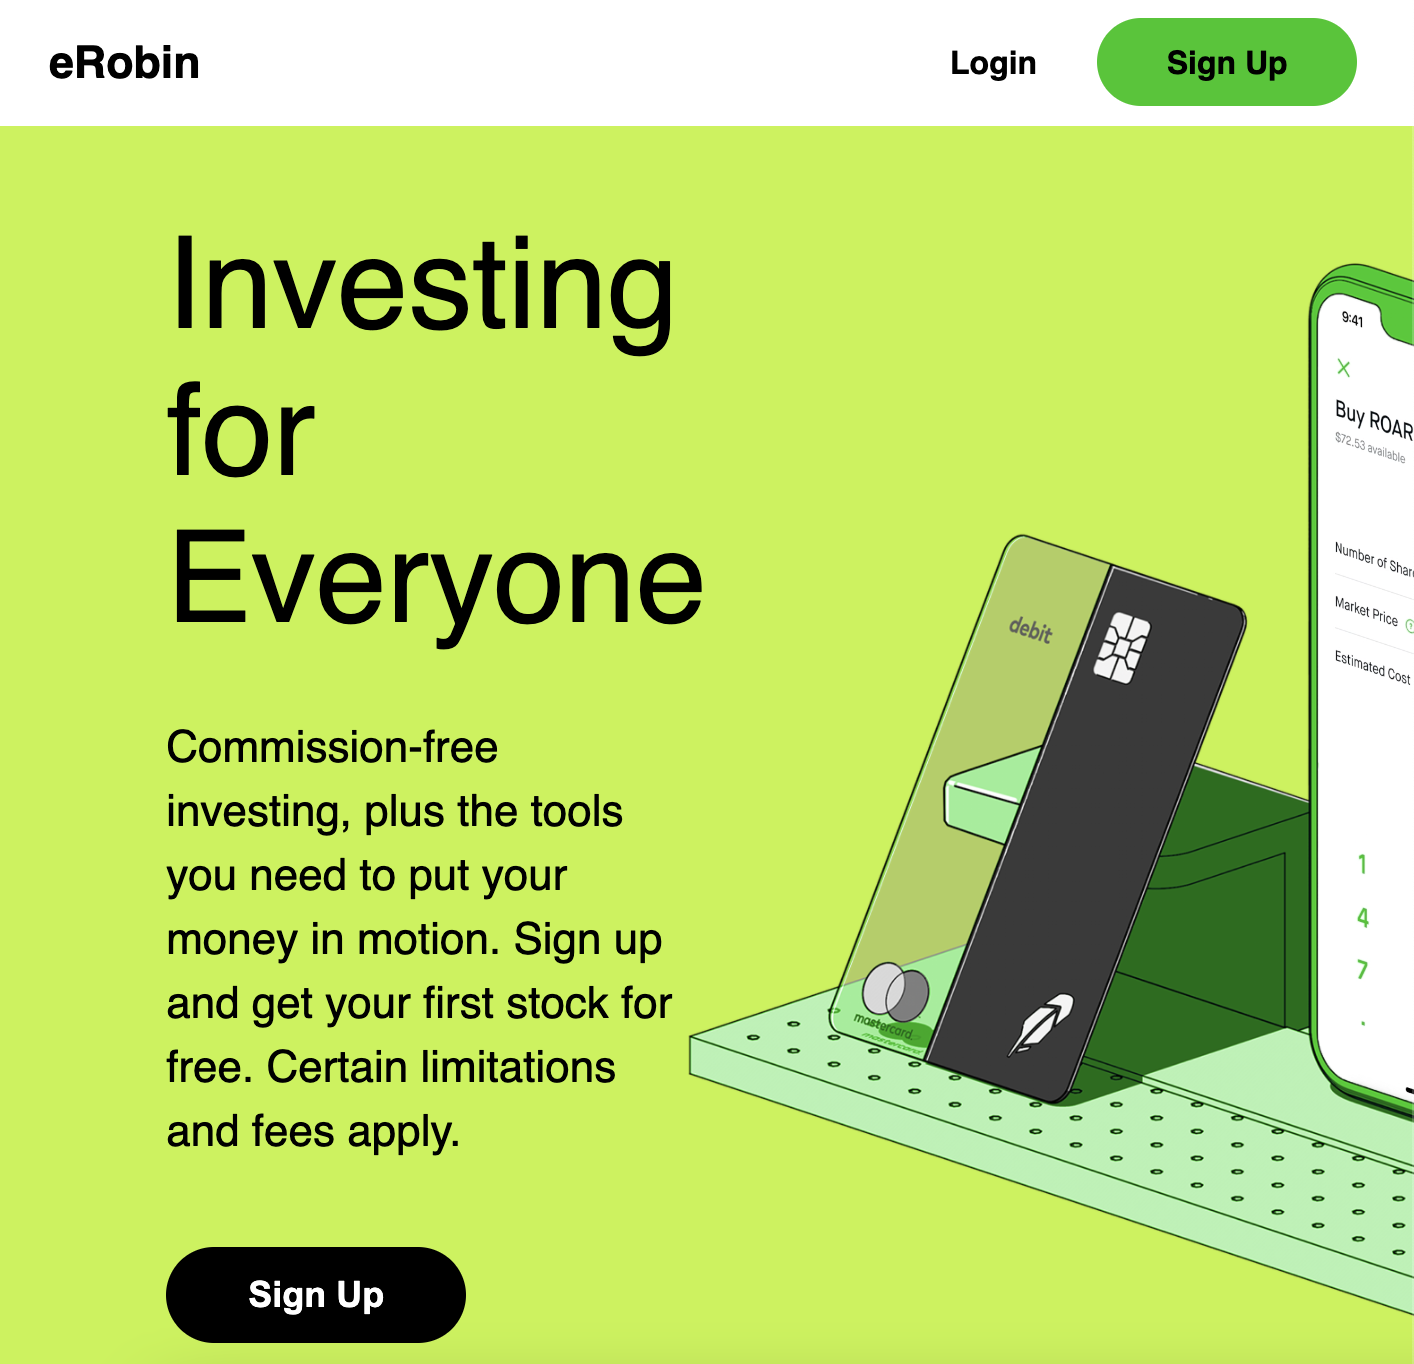 eRobin
Login
Sign Up
Investing
for
Everyone
Commission-free
investing, plus the tools
you need to put your
money in motion. Sign up
and get your first stock for
free. Certain limitations
and fees apply.
Sign Up
debit
mastercard
mastercard
9:41
Buy ROAR
$72.53 available
Number of Shar
Market Price
Estimated Cost
1
4
7
.